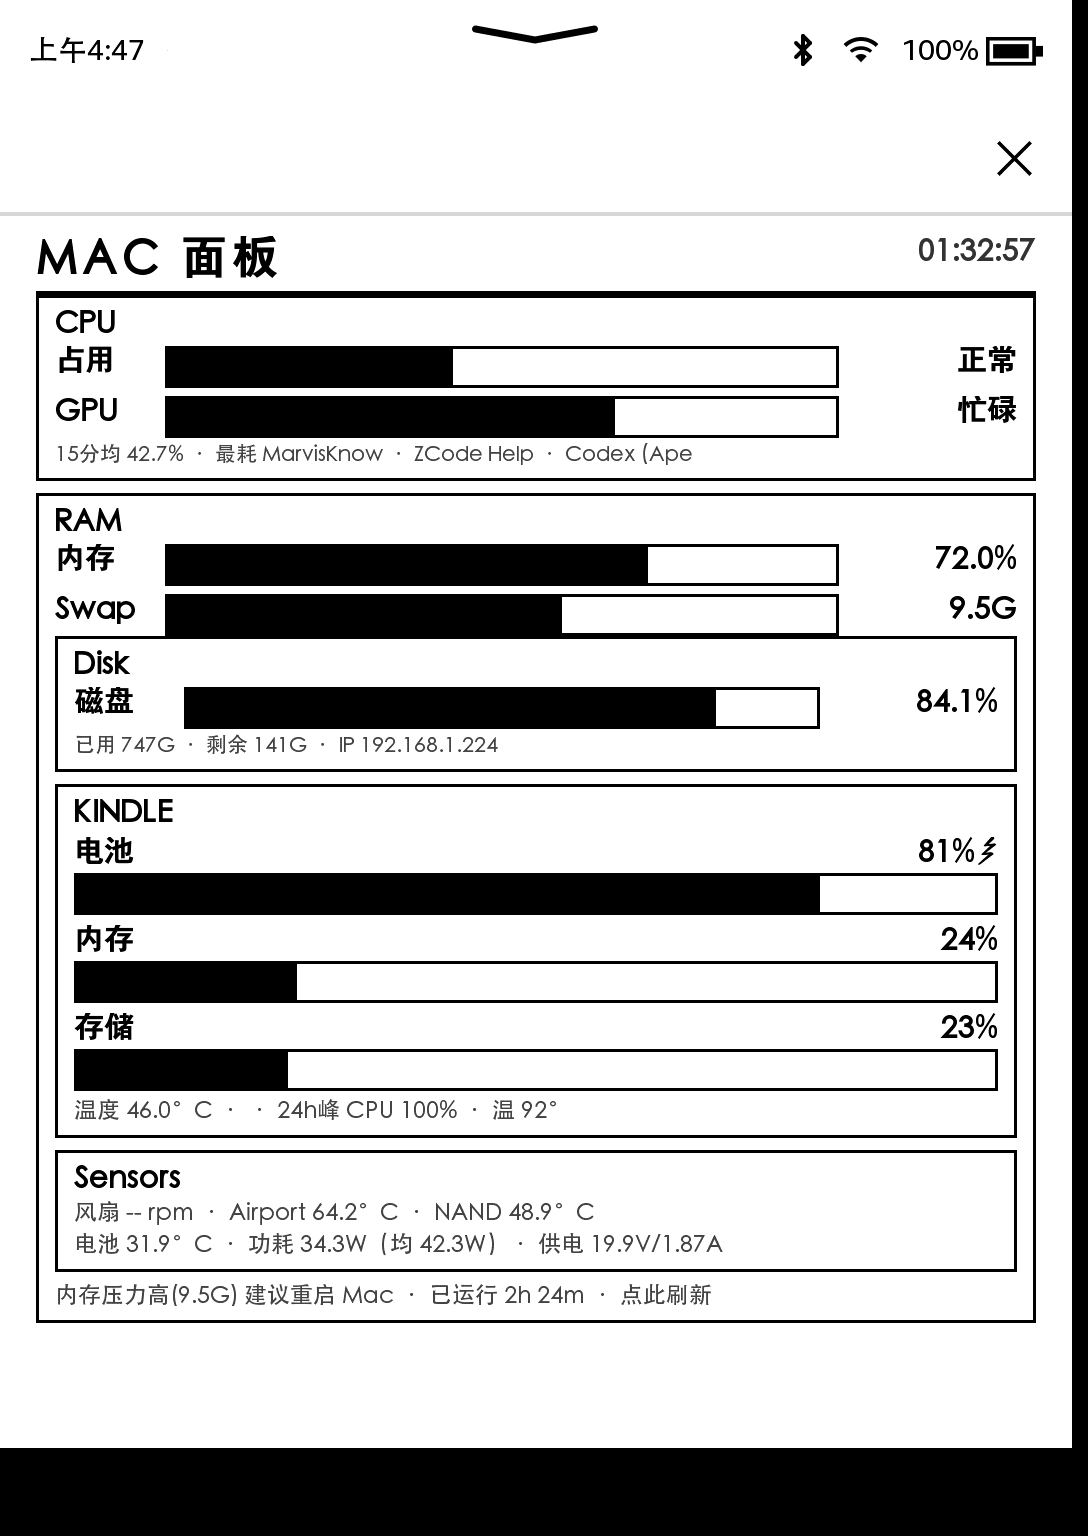 上午4:47
100%
MAC 面板
01:32:57
CPU
占用 正常
GPU 忙碌
15分均 42.7% · 最耗 MarvisKnow · ZCode Help · Codex (Ape
RAM
内存 72.0%
Swap 9.5G
Disk
磁盘 84.1%
已用 747G · 剩余 141G · IP 192.168.1.224
KINDLE
电池 81%⚡
内存 24%
存储 23%
温度 46.0°C · · 24h峰 CPU 100% · 温 92°
Sensors
风扇 -- rpm · Airport 64.2°C · NAND 48.9°C
电池 31.9°C · 功耗 34.3W（均 42.3W） · 供电 19.9V/1.87A
内存压力高(9.5G) 建议重启 Mac · 已运行 2h 24m · 点此刷新